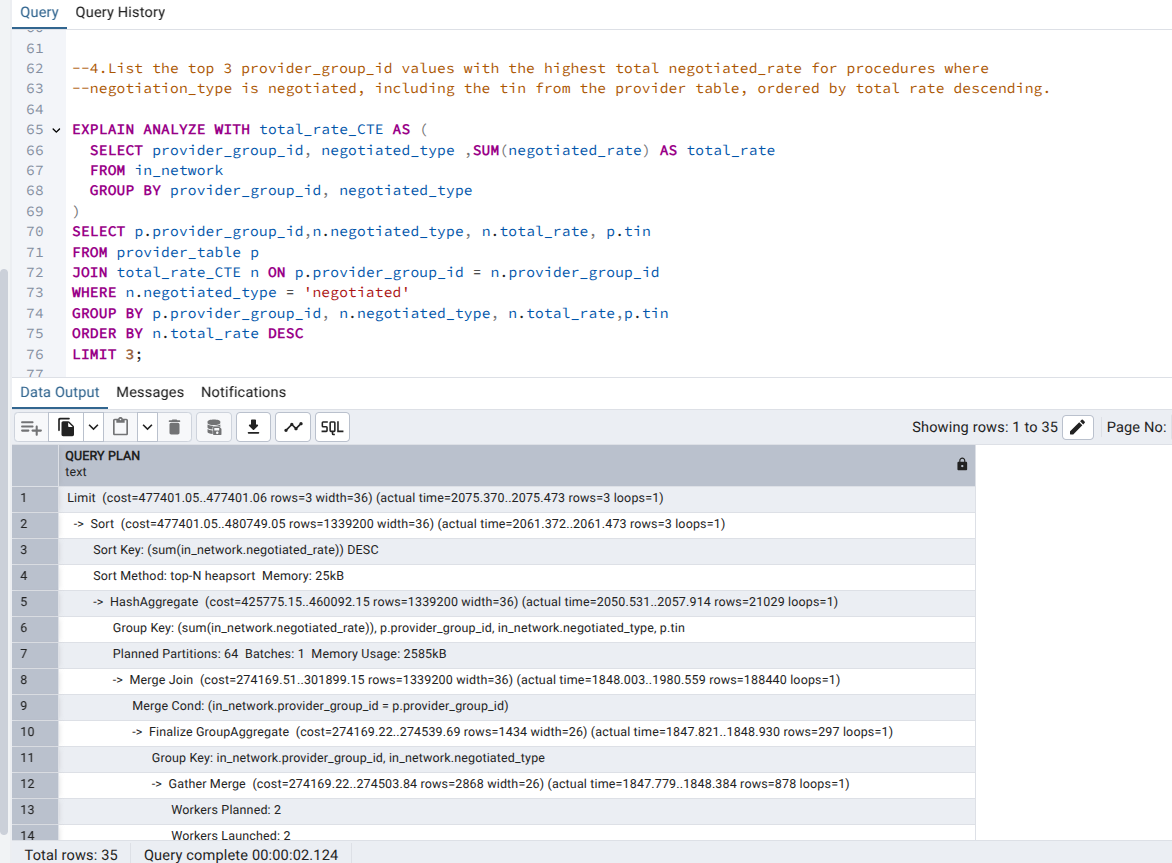 Query Query History
61
62 --4.List the top 3 provider_group_id values with the highest total negotiated_rate for procedures where
63 --negotiation_type is negotiated, including the tin from the provider table, ordered by total rate descending.
64
65 EXPLAIN ANALYZE WITH total_rate_CTE AS (
66 SELECT provider_group_id, negotiated_type ,SUM(negotiated_rate) AS total_rate
67 FROM in_network
68 GROUP BY provider_group_id, negotiated_type
69 )
70 SELECT p.provider_group_id,n.negotiated_type, n.total_rate, p.tin
71 FROM provider_table p
72 JOIN total_rate_CTE n ON p.provider_group_id = n.provider_group_id
73 WHERE n.negotiated_type = 'negotiated'
74 GROUP BY p.provider_group_id, n.negotiated_type, n.total_rate,p.tin
75 ORDER BY n.total_rate DESC
76 LIMIT 3;
77
Data Output Messages Notifications
SQL Showing rows: 1 to 35 Page No:
QUERY PLAN
text
1 Limit (cost=477401.05..477401.06 rows=3 width=36) (actual time=2075.370..2075.473 rows=3 loops=1)
2 -> Sort (cost=477401.05..480749.05 rows=1339200 width=36) (actual time=2061.372..2061.473 rows=3 loops=1)
3 Sort Key: (sum(in_network.negotiated_rate)) DESC
4 Sort Method: top-N heapsort Memory: 25kB
5 -> HashAggregate (cost=425775.15..460092.15 rows=1339200 width=36) (actual time=2050.531..2057.914 rows=21029 loops=1)
6 Group Key: (sum(in_network.negotiated_rate)), p.provider_group_id, in_network.negotiated_type, p.tin
7 Planned Partitions: 64 Batches: 1 Memory Usage: 2585kB
8 -> Merge Join (cost=274169.51..301899.15 rows=1339200 width=36) (actual time=1848.003..1980.559 rows=188440 loops=1)
9 Merge Cond: (in_network.provider_group_id = p.provider_group_id)
10 -> Finalize GroupAggregate (cost=274169.22..274539.69 rows=1434 width=26) (actual time=1847.821..1848.930 rows=297 loops=1)
11 Group Key: in_network.provider_group_id, in_network.negotiated_type
12 -> Gather Merge (cost=274169.22..274503.84 rows=2868 width=26) (actual time=1847.779..1848.384 rows=878 loops=1)
13 Workers Planned: 2
14 Workers Launched: 2
Total rows: 35 Query complete 00:00:02.124